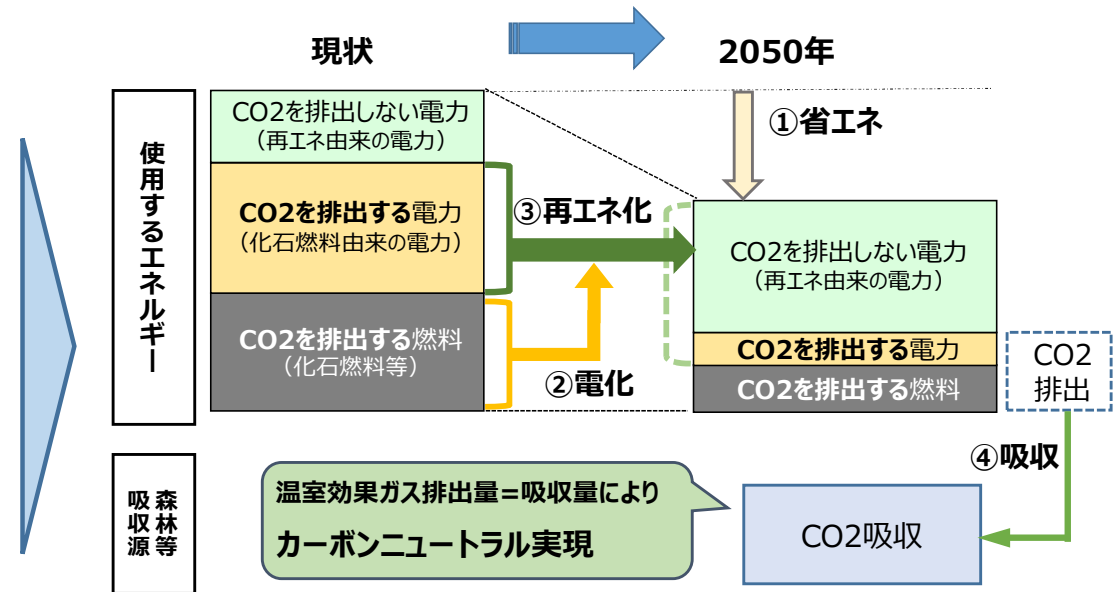 現状
2050年
使用するエネルギー
CO2を排出しない電力
（再エネ由来の電力）
CO2を排出する電力
（化石燃料由来の電力）
CO2を排出する燃料
（化石燃料等）
①省エネ
③再エネ化
②電化
CO2を排出しない電力
（再エネ由来の電力）
CO2を排出する電力
CO2を排出する燃料
CO2
排出
④吸収
森林等
吸収源
温室効果ガス排出量=吸収量により
カーボンニュートラル実現
CO2吸収